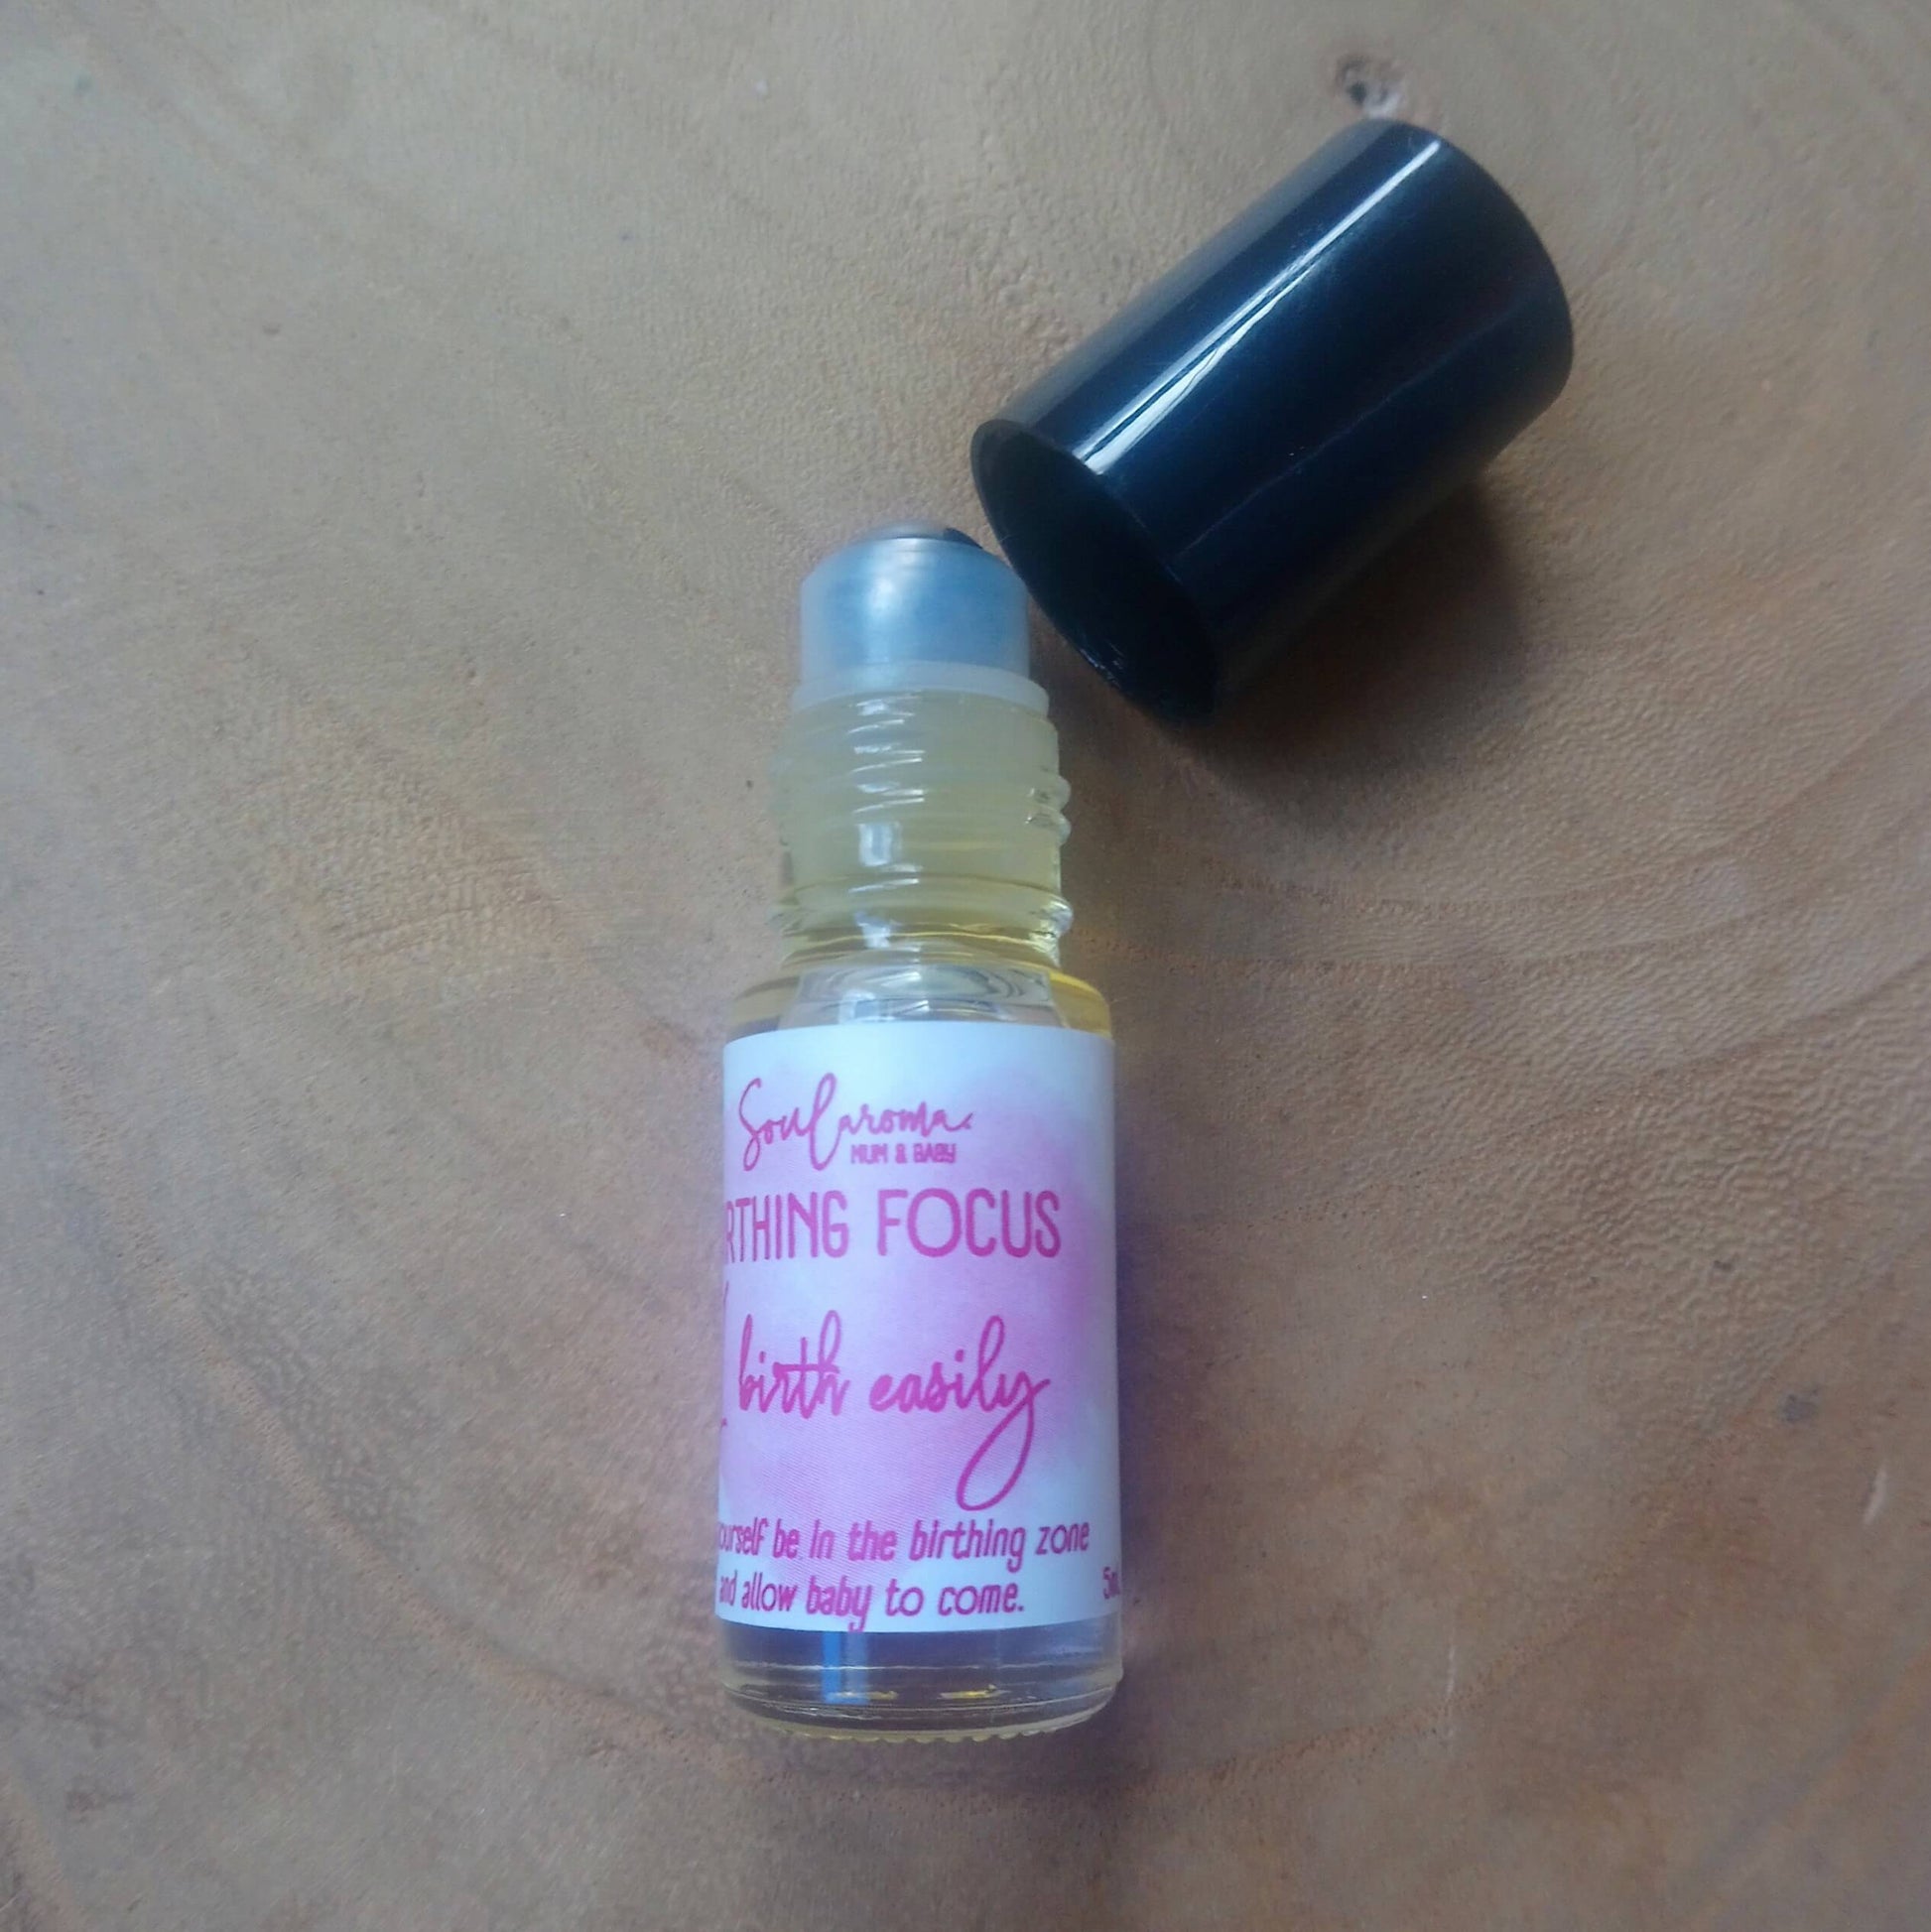 Soul aroma
MUM & BABY
RTHING FOCUS
birth easily
ourself be in the birthing zone
and allow baby to come.